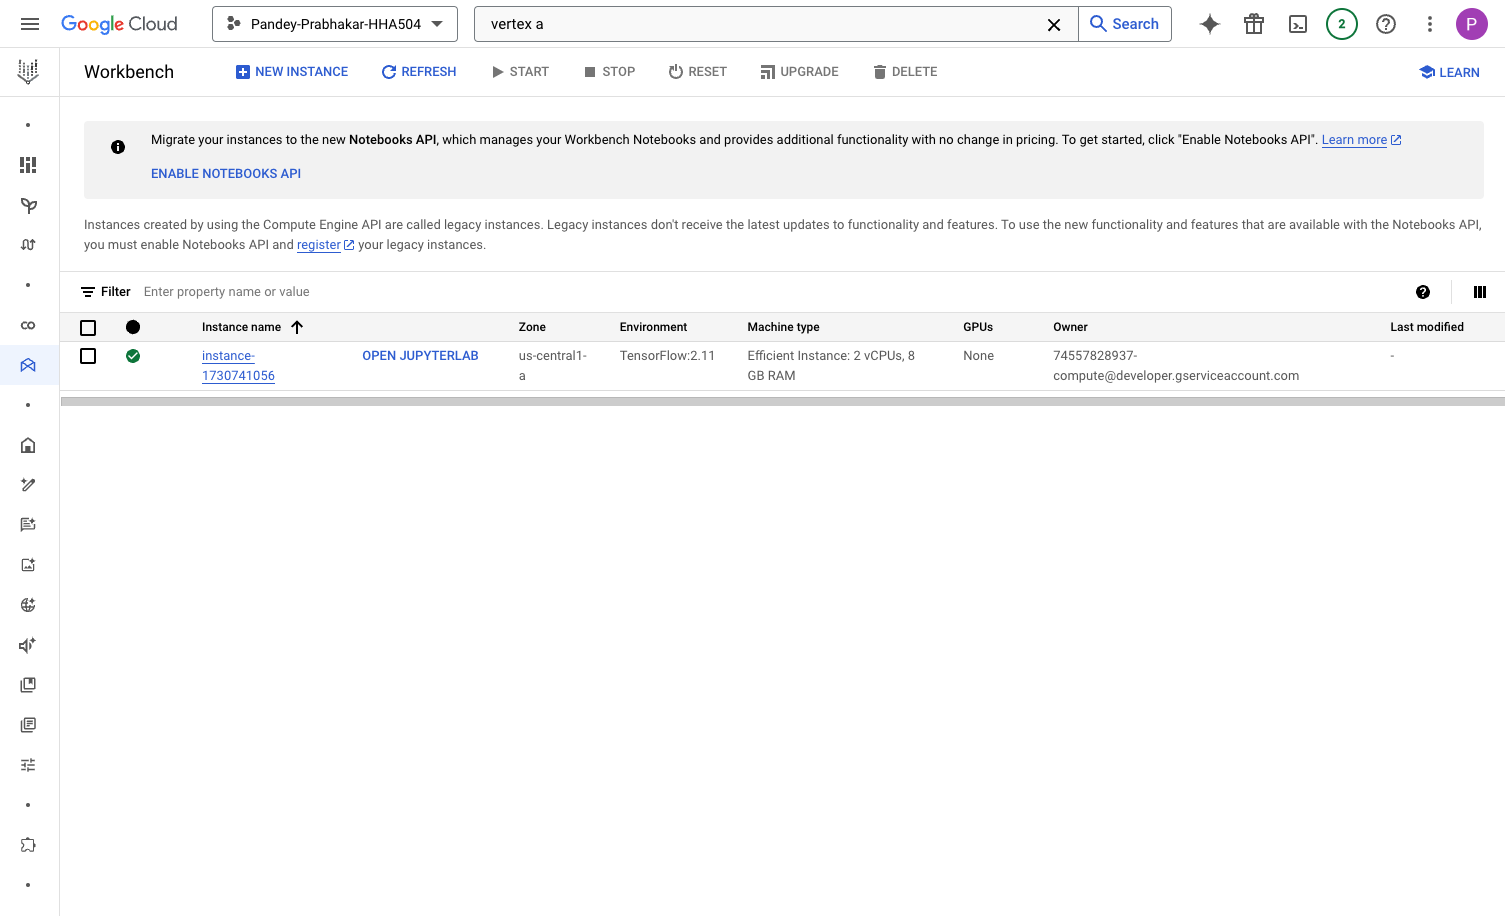 Google Cloud
Pandey-Prabhakar-HHA504
vertex a
Search
2
P
Workbench
NEW INSTANCE
REFRESH
START
STOP
RESET
UPGRADE
DELETE
LEARN
Migrate your instances to the new Notebooks API, which manages your Workbench Notebooks and provides additional functionality with no change in pricing. To get started, click "Enable Notebooks API". Learn more
ENABLE NOTEBOOKS API
Instances created by using the Compute Engine API are called legacy instances. Legacy instances don't receive the latest updates to functionality and features. To use the new functionality and features that are available with the Notebooks API,
you must enable Notebooks API and register your legacy instances.
Filter Enter property name or value
Instance name Zone Environment Machine type GPUs Owner Last modified
instance- OPEN JUPYTERLAB us-central1- TensorFlow:2.11 Efficient Instance: 2 vCPUs, 8 None 74557828937- -
1730741056 a GB RAM compute@developer.gserviceaccount.com